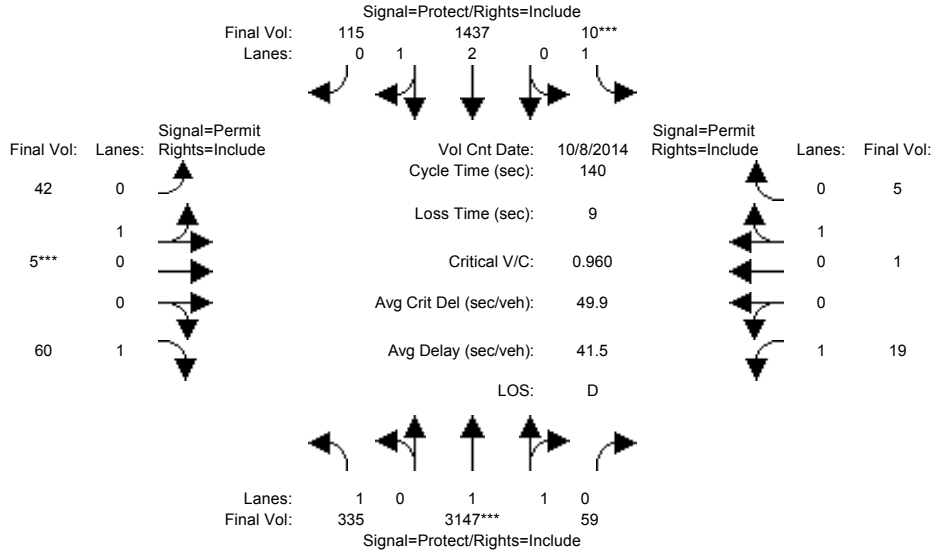 Signal=Protect/Rights=Include
Final Vol: 115 1437 10***
Lanes: 0 1 2 0 1
Signal=Permit Signal=Permit
Final Vol: Lanes: Rights=Include Vol Cnt Date: 10/8/2014 Rights=Include Lanes: Final Vol:
Cycle Time (sec): 140
42 0 0 5
Loss Time (sec): 9
1 1
5*** 0 Critical V/C: 0.960 0 1
0 Avg Crit Del (sec/veh): 49.9 0
60 1 Avg Delay (sec/veh): 41.5 1 19
LOS: D
Lanes: 1 0 1 1 0
Final Vol: 335 3147*** 59
Signal=Protect/Rights=Include